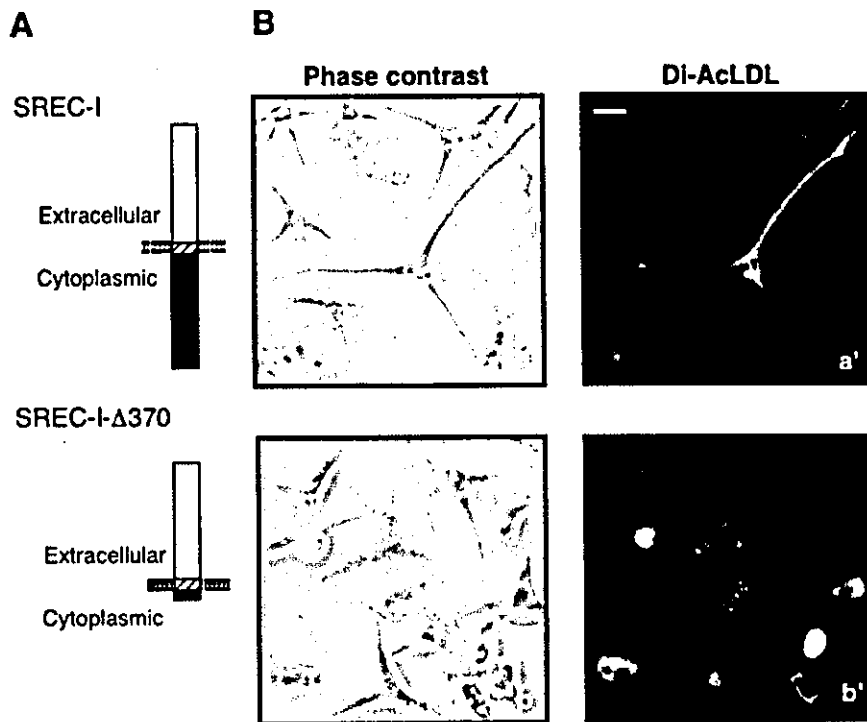 A
B
Phase contrast
Di-AcLDL
SREC-I
Extracellular
Cytoplasmic
a'
SREC-I-Δ370
Extracellular
Cytoplasmic
b'